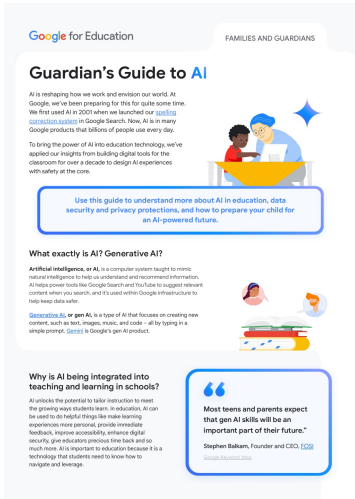 Google for Education
FAMILIES AND GUARDIANS
Guardian's Guide to AI
AI is reshaping how we work and envision our world. At
Google, we've been preparing for this for quite some time.
We first used AI in 2001 when we launched our spelling
correction system in Google Search. Now, AI is in many
Google products that billions of people use every day.
To bring the power of AI into education technology, we've
applied our insights from building digital tools for the
classroom for over a decade to design AI experiences
with safety at the core.
Use this guide to understand more about AI in education, data
security and privacy protections, and how to prepare your child for
an AI-powered future.
What exactly is AI? Generative AI?
Artificial intelligence, or AI, is a computer system taught to mimic
natural intelligence to help us understand and recommend information.
AI helps power tools like Google Search and YouTube to suggest relevant
content when you search, and it's used within Google infrastructure to
help keep data safer.
Generative AI, or gen AI, is a type of AI that focuses on creating new
content, such as text, images, music, and code – all by typing in a
simple prompt. Gemini is Google's gen AI product.
Why is AI being integrated into
teaching and learning in schools?
AI unlocks the potential to tailor instruction to meet
the growing ways students learn. In education, AI can
be used to do helpful things like make learning
experiences more personal, provide immediate
feedback, improve accessibility, enhance digital
security, give educators precious time back and so
much more. AI is important to education because it is a
technology that students need to know how to
navigate and leverage.
“
Most teens and parents expect
that gen AI skills will be an
important part of their future.”
Stephen Balkam, Founder and CEO, FOSI
Google Keyword blog